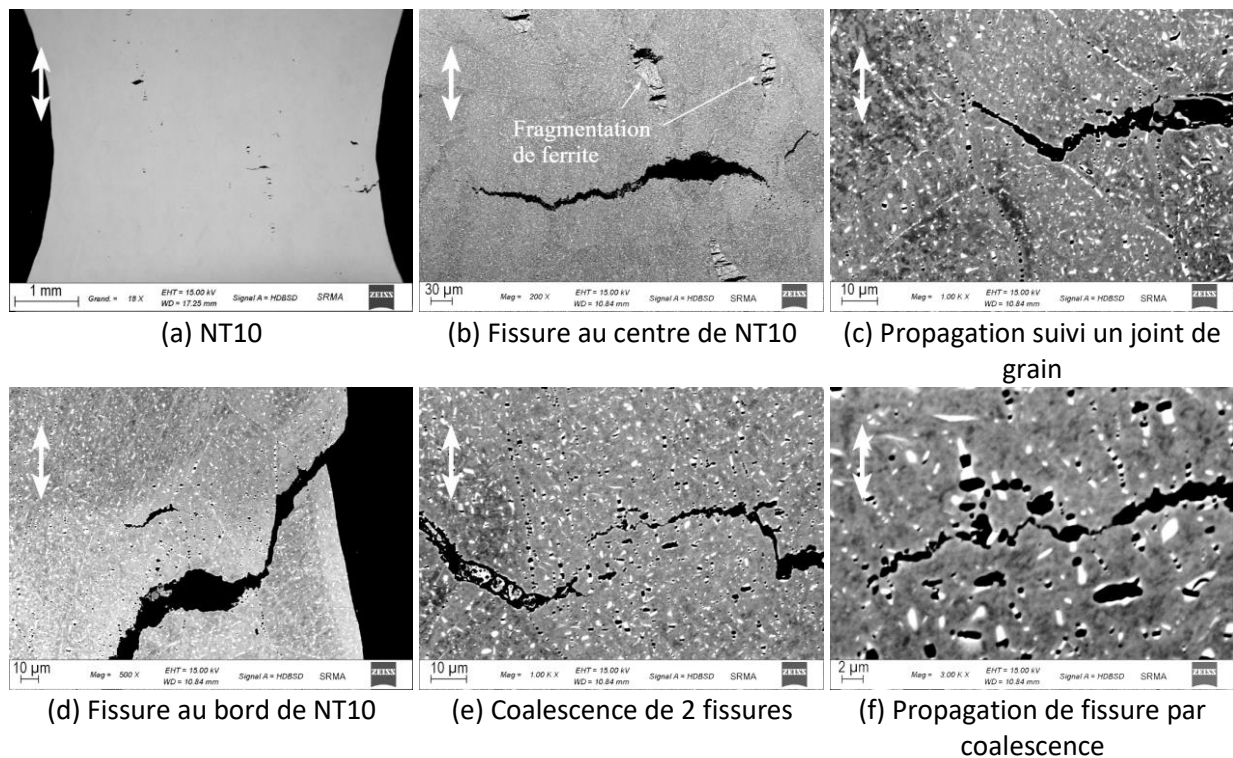 1 mm
Grand. = 18 X
EHT = 15.00 kV
WD = 17.25 mm
Signal A = HDBSD
SRMA
ZEISS
(a) NT10
Fragmentation
de ferrite
30 µm
Mag = 200 X
EHT = 15.00 kV
WD = 10.84 mm
Signal A = HDBSD
SRMA
ZEISS
(b) Fissure au centre de NT10
10 µm
Mag = 1.00 K X
EHT = 15.00 kV
WD = 10.84 mm
Signal A = HDBSD
SRMA
ZEISS
(c) Propagation suivi un joint de
grain
10 µm
Mag = 500 X
EHT = 15.00 kV
WD = 10.84 mm
Signal A = HDBSD
SRMA
ZEISS
(d) Fissure au bord de NT10
10 µm
Mag = 1.00 K X
EHT = 15.00 kV
WD = 10.84 mm
Signal A = HDBSD
SRMA
ZEISS
(e) Coalescence de 2 fissures
2 µm
Mag = 3.00 K X
EHT = 15.00 kV
WD = 10.84 mm
Signal A = HDBSD
SRMA
ZEISS
(f) Propagation de fissure par
coalescence